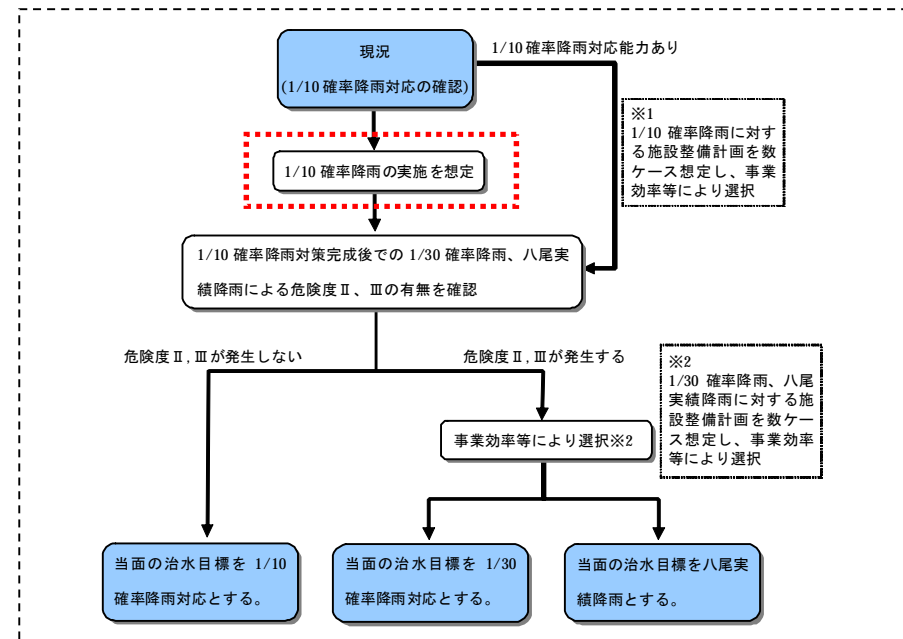 現況
(1/10確率降雨対応の確認)
1/10確率降雨対応能力あり
※1
1/10 確率降雨に対す
る施設整備計画を数
ケース想定し、事業
効率等により選択
1/10 確率降雨の実施を想定
1/10 確率降雨対策完成後での 1/30 確率降雨、八尾実
績降雨による危険度Ⅱ、Ⅲの有無を確認
危険度Ⅱ,Ⅲが発生しない
危険度Ⅱ,Ⅲが発生する
※2
1/30 確率降雨、八尾
実績降雨に対する施
設整備計画を数ケー
ス想定し、事業効率
等により選択
事業効率等により選択※2
当面の治水目標を 1/10
確率降雨対応とする。
当面の治水目標を 1/30
確率降雨対応とする。
当面の治水目標を八尾実
績降雨とする。